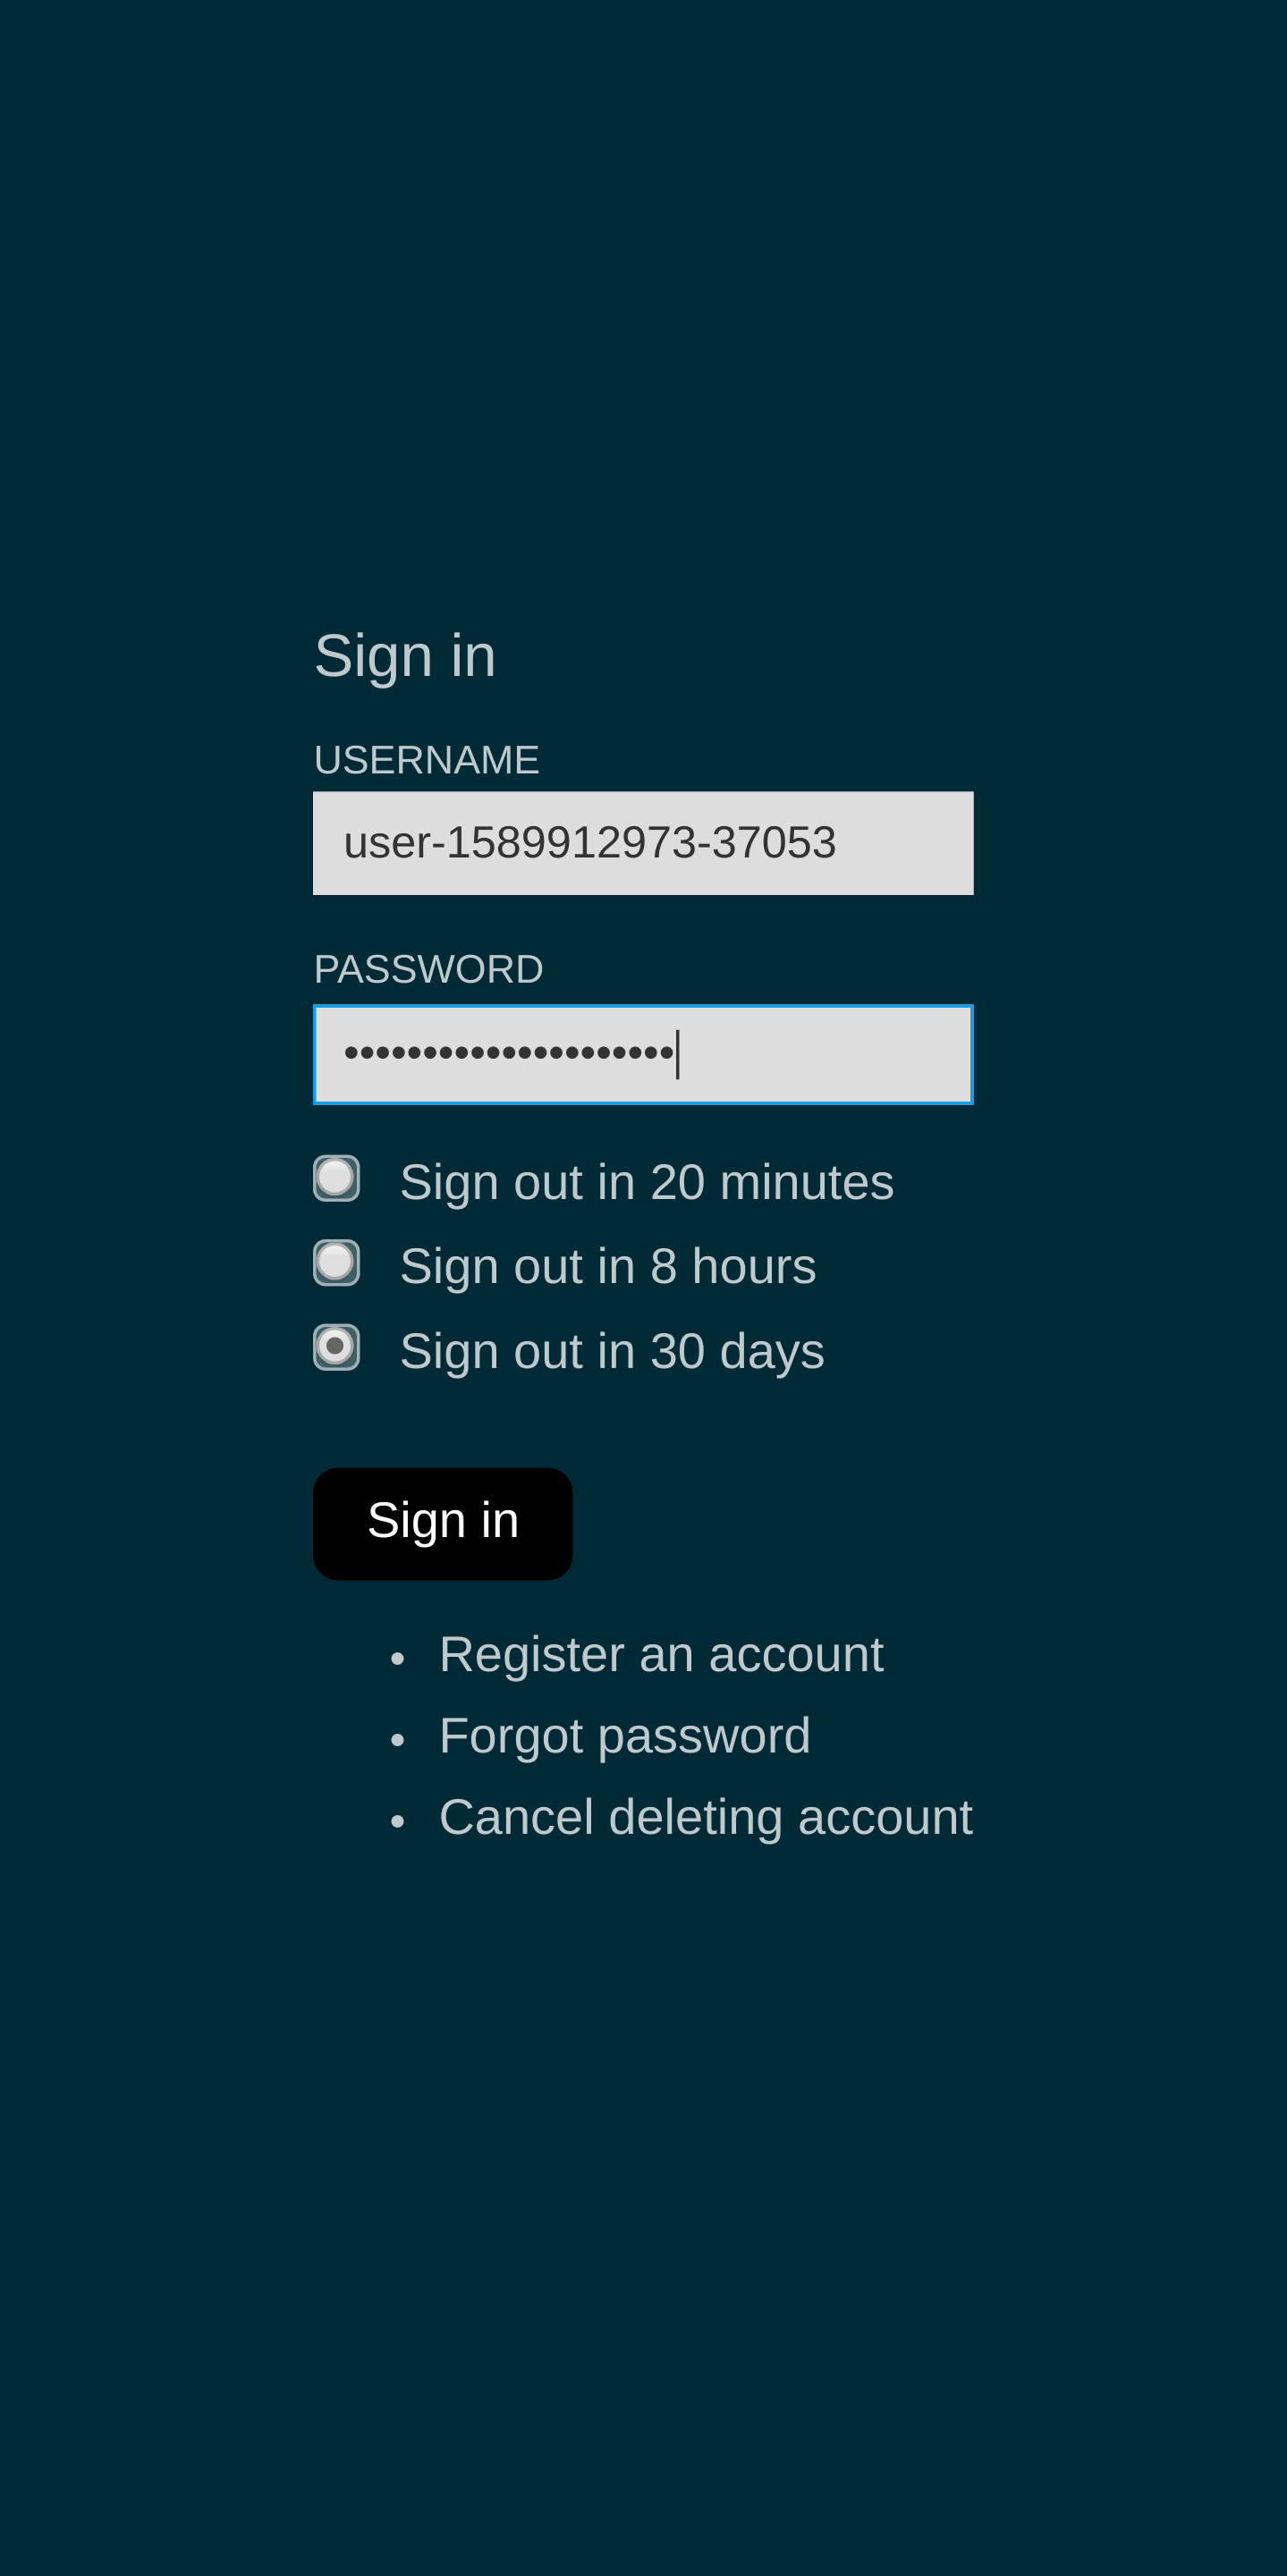 Sign in
USERNAME
user-1589912973-37053
PASSWORD
•••••••••••••••••••••
Sign out in 20 minutes
Sign out in 8 hours
Sign out in 30 days
Sign in
• Register an account
• Forgot password
• Cancel deleting account